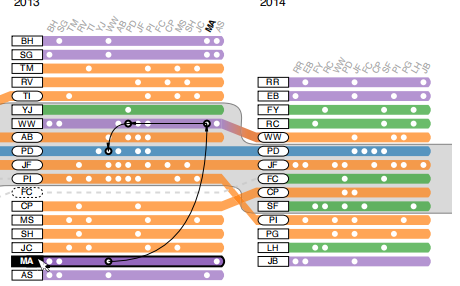 2013
2014
BH SG TM RV TI YJ WW AB PD JF PI FC CP MS SH JC MA AS
RR EB FY RC WW PD JF FC CP SF PI PG LH JB
BH
SG
TM
RV
TI
YJ
WW
AB
PD
JF
PI
FC
CP
MS
SH
JC
MA
AS
RR
EB
FY
RC
WW
PD
JF
FC
CP
SF
PI
PG
LH
JB